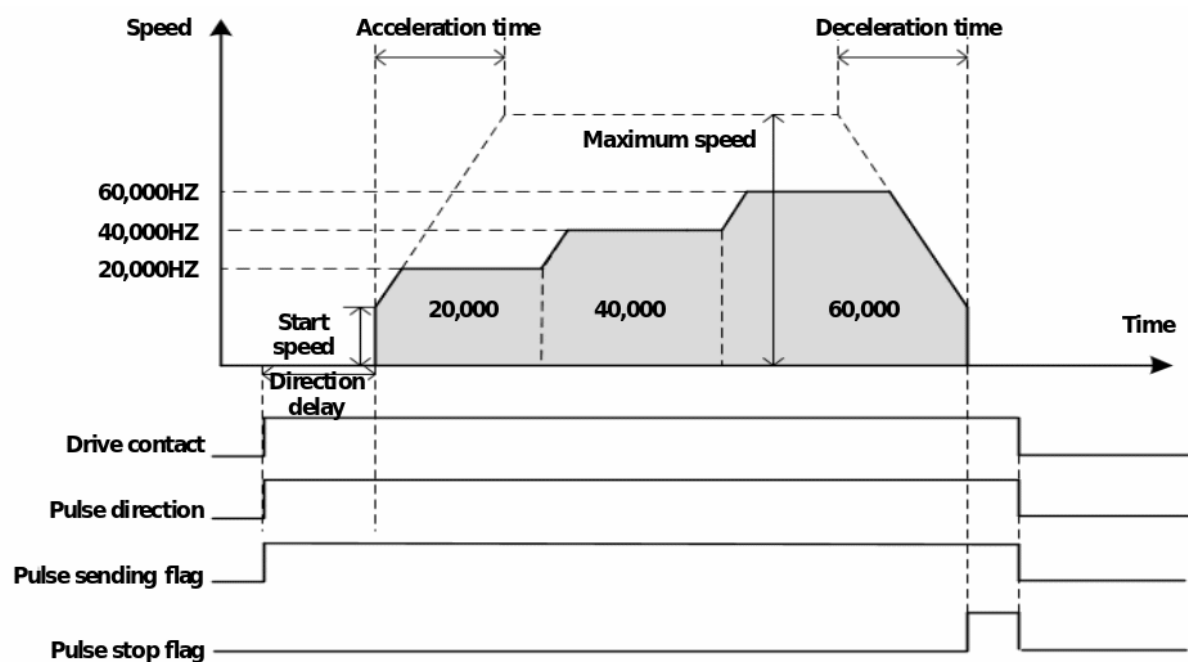 Speed
Acceleration time
Deceleration time
Maximum speed
60,000HZ
40,000HZ
20,000HZ
20,000
40,000
60,000
Start
speed
Time
Direction
delay
Drive contact
Pulse direction
Pulse sending flag
Pulse stop flag